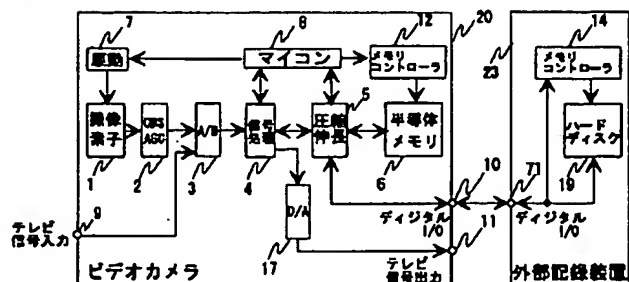 7
8
12
20
14
駆動
マイコン
メモリ
コントローラ
23
メモリ
コントローラ
5
撮像
素子
CDS
AGC
A/D
信号
処理
圧縮
伸長
半導体
メモリ
ハード
ディスク
1
2
3
4
6
10
71
19
9
テレビ
信号入力
D/A
17
ディジタル
I/O
11
ディジタル
I/O
ビデオカメラ
テレビ
信号出力
外部記録装置